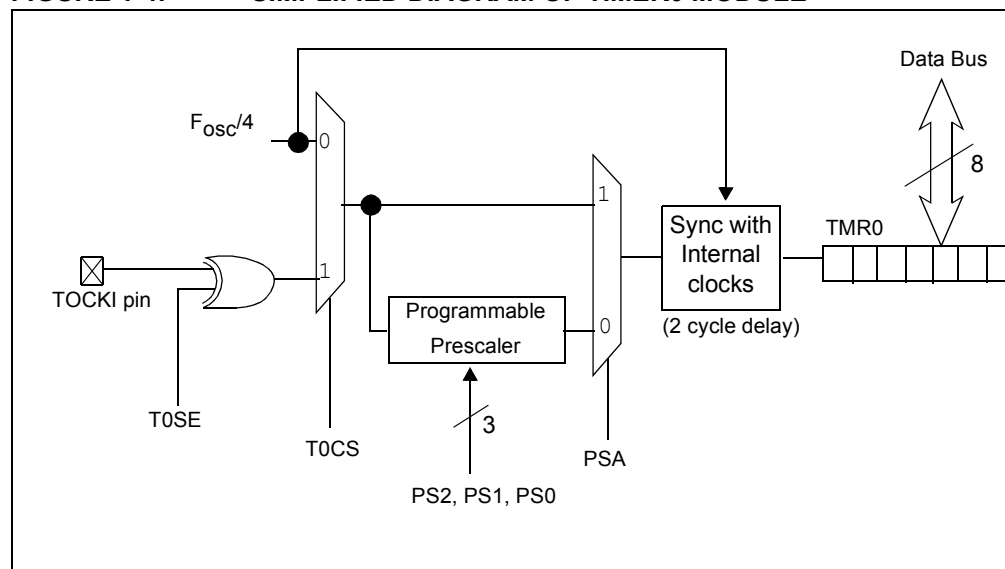 Data Bus
Fosc/4
0
8
1
Sync with
Internal
clocks
TMR0
1
TOCKI pin
Programmable
Prescaler
0
(2 cycle delay)
T0SE
3
T0CS
PSA
PS2, PS1, PS0